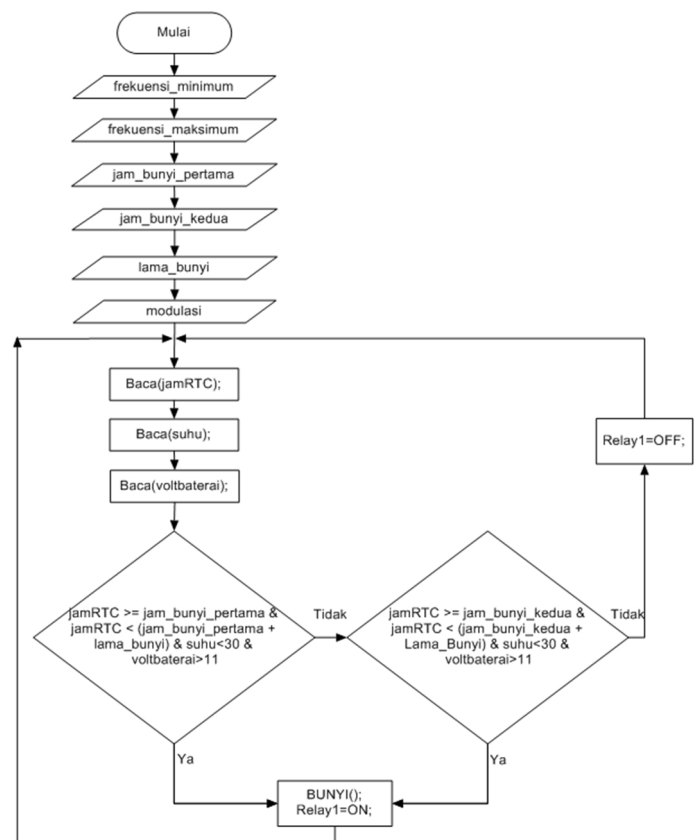 Mulai
frekuensi_minimum
frekuensi_maksimum
jam_bunyi_pertama
jam_bunyi_kedua
lama_bunyi
modulasi
Baca(jamRTC);
Baca(suhu);
Baca(voltbaterai);
Relay1=OFF;
jamRTC >= jam_bunyi_pertama &
jamRTC < (jam_bunyi_pertama +
lama_bunyi) & suhu<30 &
voltbaterai>11
Tidak
jamRTC >= jam_bunyi_kedua &
jamRTC < (jam_bunyi_kedua +
Lama_Bunyi) & suhu<30 &
voltbaterai>11
Tidak
Ya
Ya
BUNYI();
Relay1=ON;